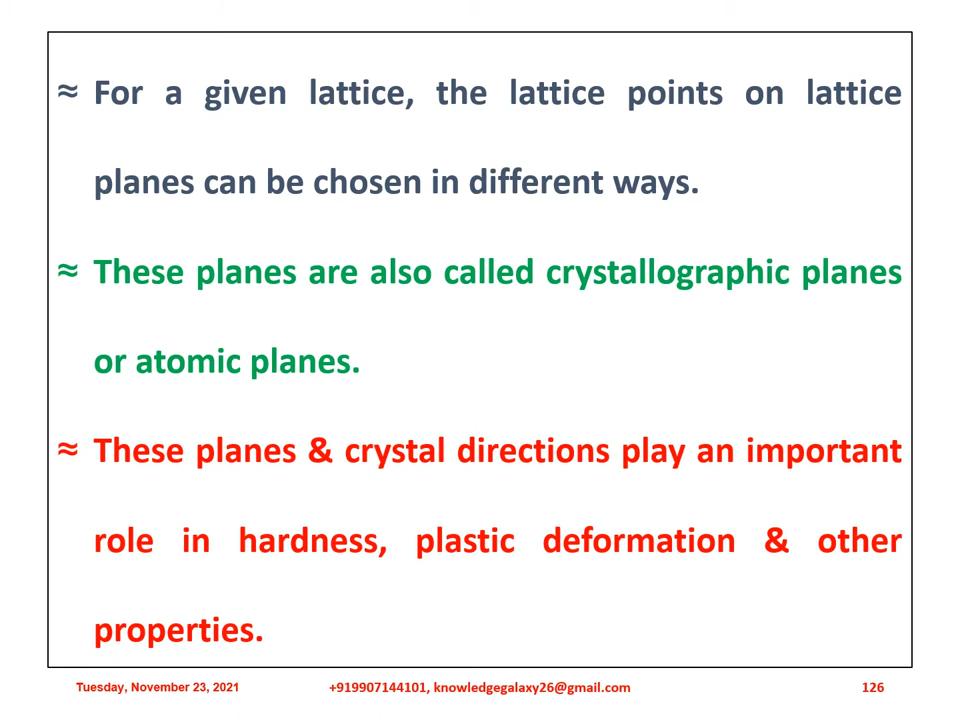 ≈ For a given lattice, the lattice points on lattice
planes can be chosen in different ways.
≈ These planes are also called crystallographic planes
or atomic planes.
≈ These planes & crystal directions play an important
role in hardness, plastic deformation & other
properties.
Tuesday, November 23, 2021 +919907144101, knowledgegalaxy26@gmail.com 126